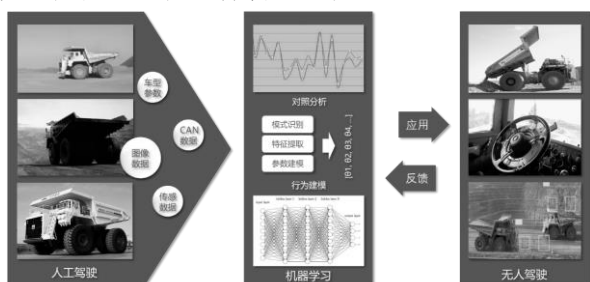 车型
参数
CAN
数据
图像
数据
传感
数据
人工驾驶
对照分析
模式识别
特征提取
参数建模
[θ1, θ2, θ3, θ4, ...]
行为建模
机器学习
应用
反馈
无人驾驶